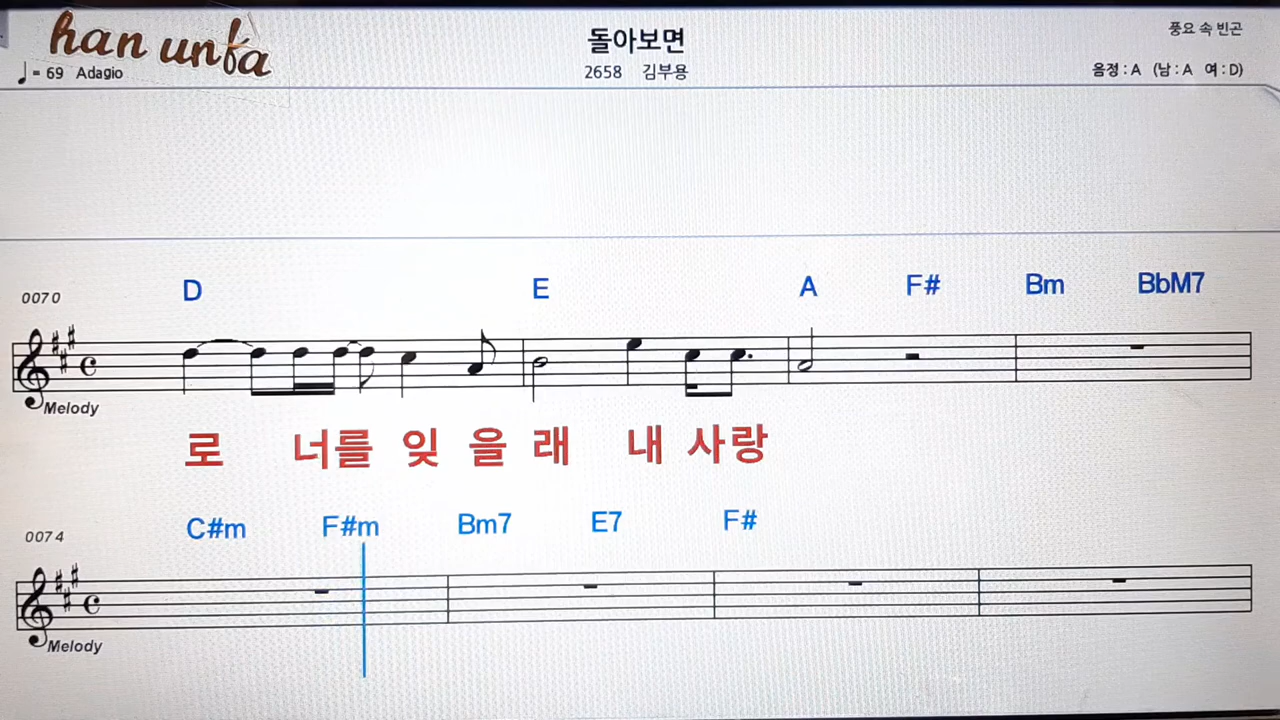 han unfa
돌아보면
풍요 속 빈곤
♩= 69 Adagio
2658 김부용
음정 : A (남 : A 여 : D)
0070
D E A F# Bm BbM7
Melody
로 너를 잊 을 래 내 사랑
0074
C#m F#m Bm7 E7 F#
Melody